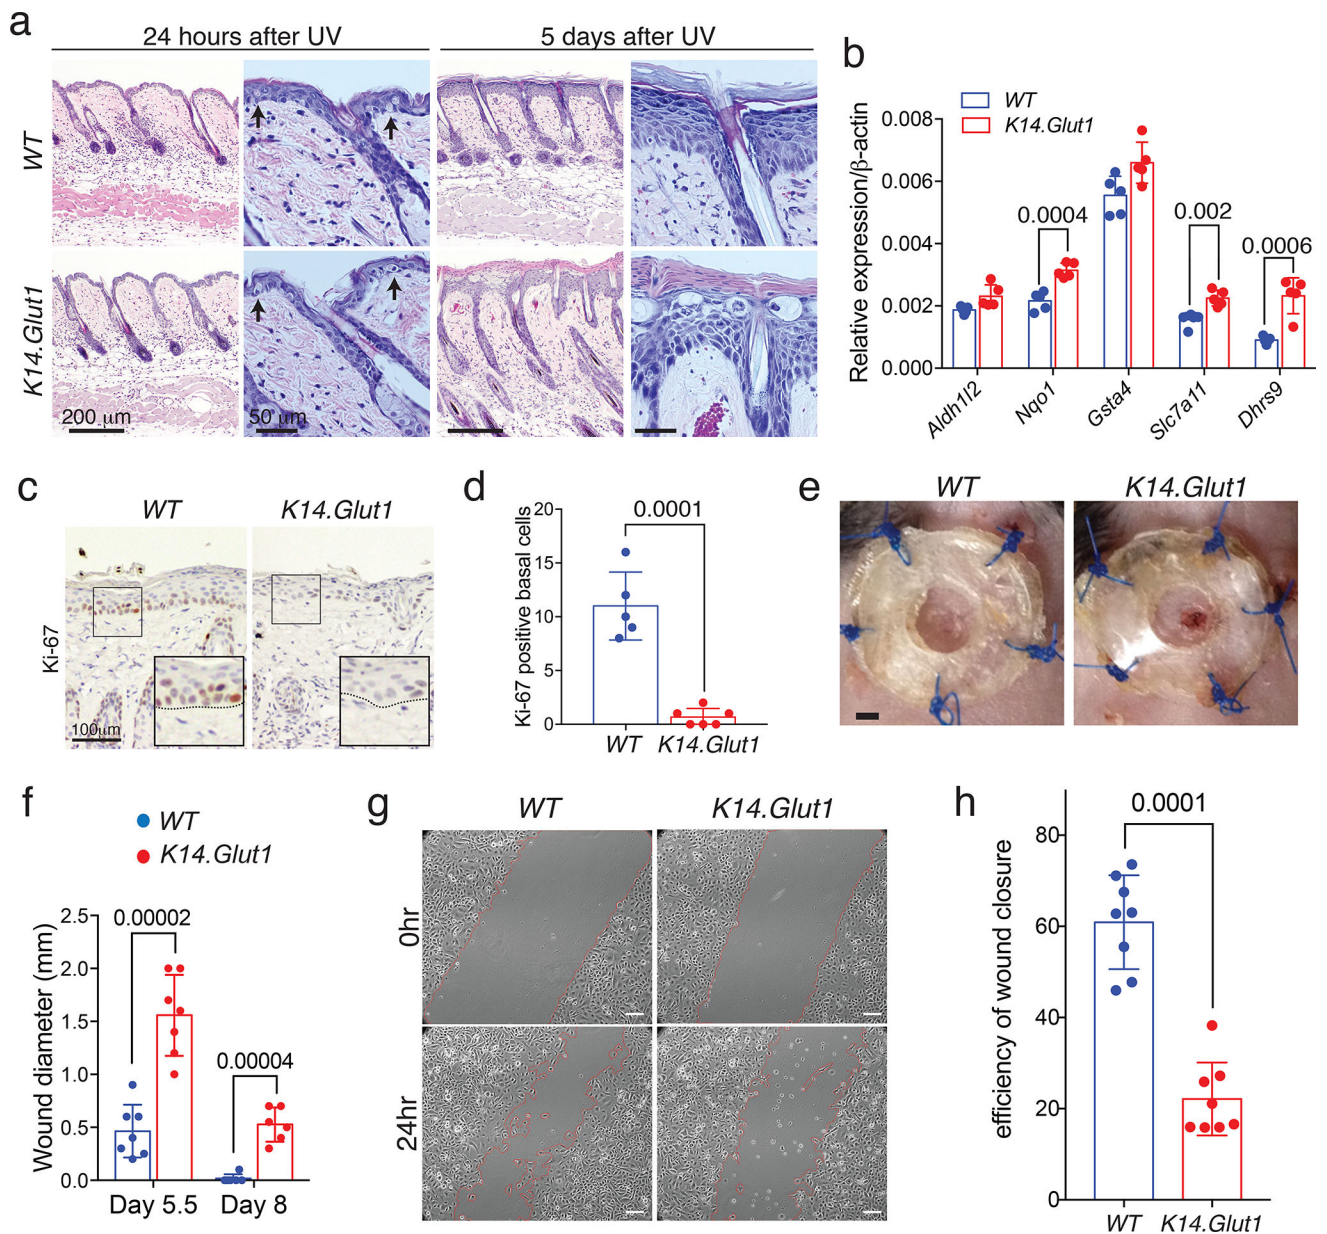 a
24 hours after UV
5 days after UV
WT
K14.Glut1
200 μm
50 μm
b
WT
K14.Glut1
Relative expression/β-actin
0.008
0.006
0.004
0.002
0.000
0.0004
0.002
0.0006
Aldh1l2
Nqo1
Gsta4
Slc7a11
Dhrs9
c
WT
K14.Glut1
Ki-67
100μm
d
Ki-67 positive basal cells
20
15
10
5
0
0.0001
WT
K14.Glut1
e
WT
K14.Glut1
f
WT
K14.Glut1
Wound diameter (mm)
2.5
2.0
1.5
1.0
0.5
0.0
0.00002
0.00004
Day 5.5
Day 8
g
WT
K14.Glut1
0hr
24hr
h
efficiency of wound closure
80
60
40
20
0
0.0001
WT
K14.Glut1